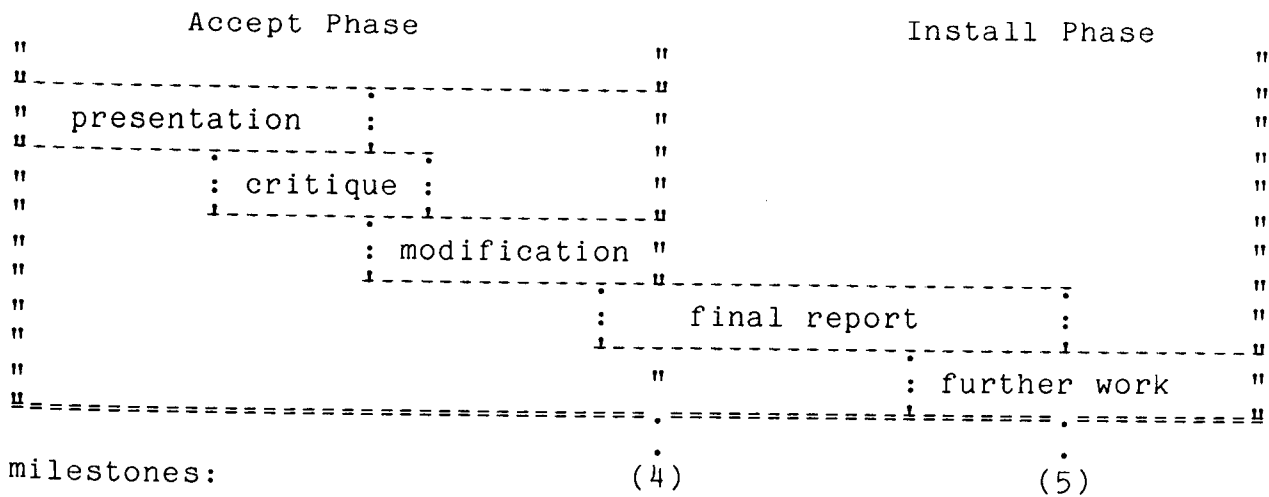 Accept Phase Install Phase
presentation
critique
modification
final report
further work
milestones: (4) (5)